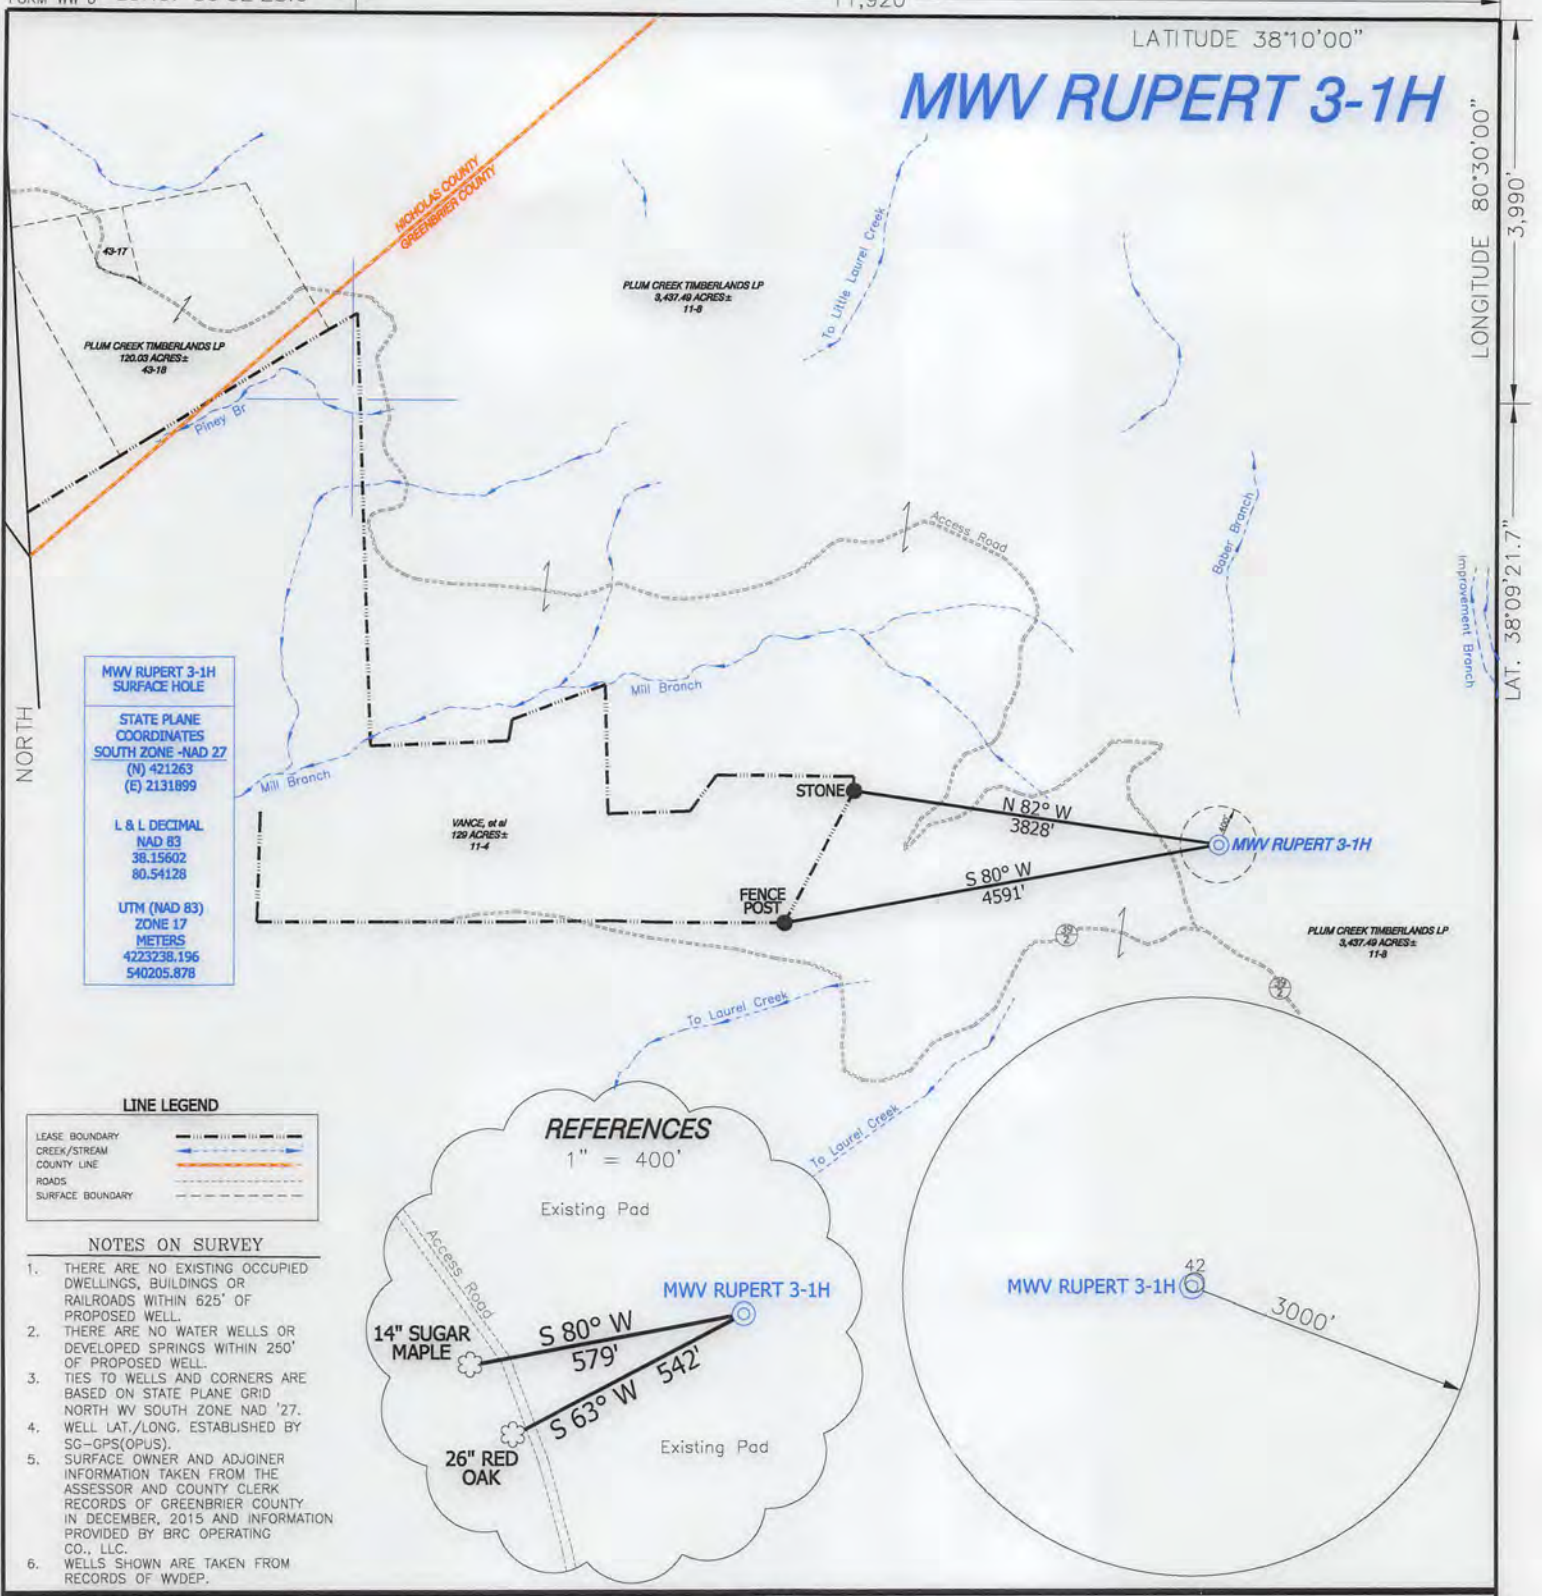 11,920
LATITUDE 38°10'00"
MWV RUPERT 3-1H
LONGITUDE 80°30'00"
3,990'
LAT. 38°09'21.7"
NICHOLAS COUNTY
GREENBRIER COUNTY
43-17
PLUM CREEK TIMBERLANDS LP
120.03 ACRES±
43-18
PLUM CREEK TIMBERLANDS LP
3,437.49 ACRES±
11-8
To Little Laurel Creek
Piney Br
Access Road
Baber Branch
Improvement Branch
NORTH
MWV RUPERT 3-1H
SURFACE HOLE
STATE PLANE
COORDINATES
SOUTH ZONE -NAD 27
(N) 421263
(E) 2131899
L & L DECIMAL
NAD 83
38.15602
80.54128
UTM (NAD 83)
ZONE 17
METERS
4223238.196
540205.878
Mill Branch
Mill Branch
VANCE, et al
129 ACRES±
11-4
STONE
N 82° W
3828'
400'
MWV RUPERT 3-1H
S 80° W
4591'
FENCE
POST
39
2
PLUM CREEK TIMBERLANDS LP
3,437.49 ACRES±
11-8
39
2
To Laurel Creek
To Laurel Creek
LINE LEGEND
LEASE BOUNDARY
CREEK/STREAM
COUNTY LINE
ROADS
SURFACE BOUNDARY
NOTES ON SURVEY
1. THERE ARE NO EXISTING OCCUPIED
DWELLINGS, BUILDINGS OR
RAILROADS WITHIN 625' OF
PROPOSED WELL.
2. THERE ARE NO WATER WELLS OR
DEVELOPED SPRINGS WITHIN 250'
OF PROPOSED WELL.
3. TIES TO WELLS AND CORNERS ARE
BASED ON STATE PLANE GRID
NORTH WV SOUTH ZONE NAD '27.
4. WELL LAT./LONG. ESTABLISHED BY
SG-GPS(OPUS).
5. SURFACE OWNER AND ADJOINER
INFORMATION TAKEN FROM THE
ASSESSOR AND COUNTY CLERK
RECORDS OF GREENBRIER COUNTY
IN DECEMBER, 2015 AND INFORMATION
PROVIDED BY BRC OPERATING
CO., LLC.
6. WELLS SHOWN ARE TAKEN FROM
RECORDS OF WVDEP.
REFERENCES
1" = 400'
Existing Pad
Access Road
MWV RUPERT 3-1H
14" SUGAR
MAPLE
S 80° W
579'
S 63° W 542'
26" RED
OAK
Existing Pad
42
MWV RUPERT 3-1H
3000'